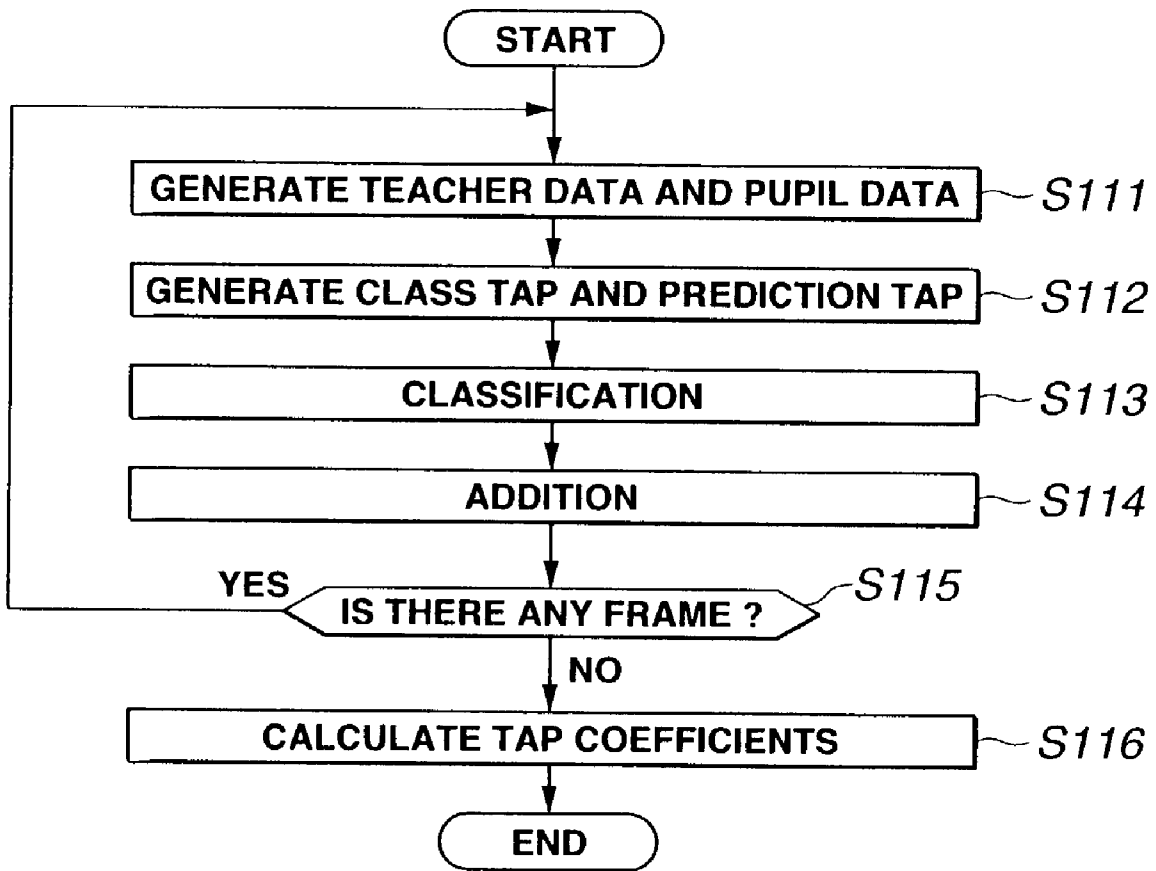 START
GENERATE TEACHER DATA AND PUPIL DATA S111
GENERATE CLASS TAP AND PREDICTION TAP S112
CLASSIFICATION S113
ADDITION S114
YES IS THERE ANY FRAME ? S115
NO
CALCULATE TAP COEFFICIENTS S116
END